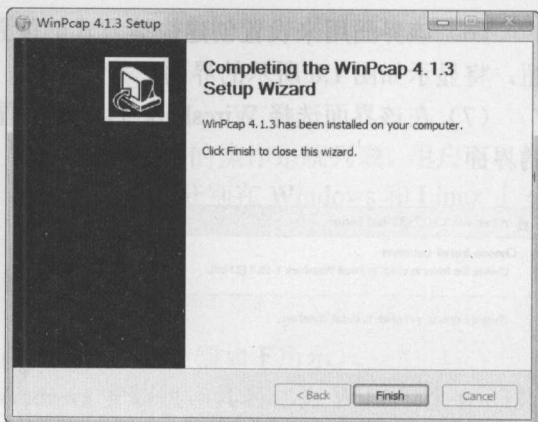 WinPcap 4.1.3 Setup
Completing the WinPcap 4.1.3
Setup Wizard
WinPcap 4.1.3 has been installed on your computer.
Click Finish to close this wizard.
< Back
Finish
Cancel